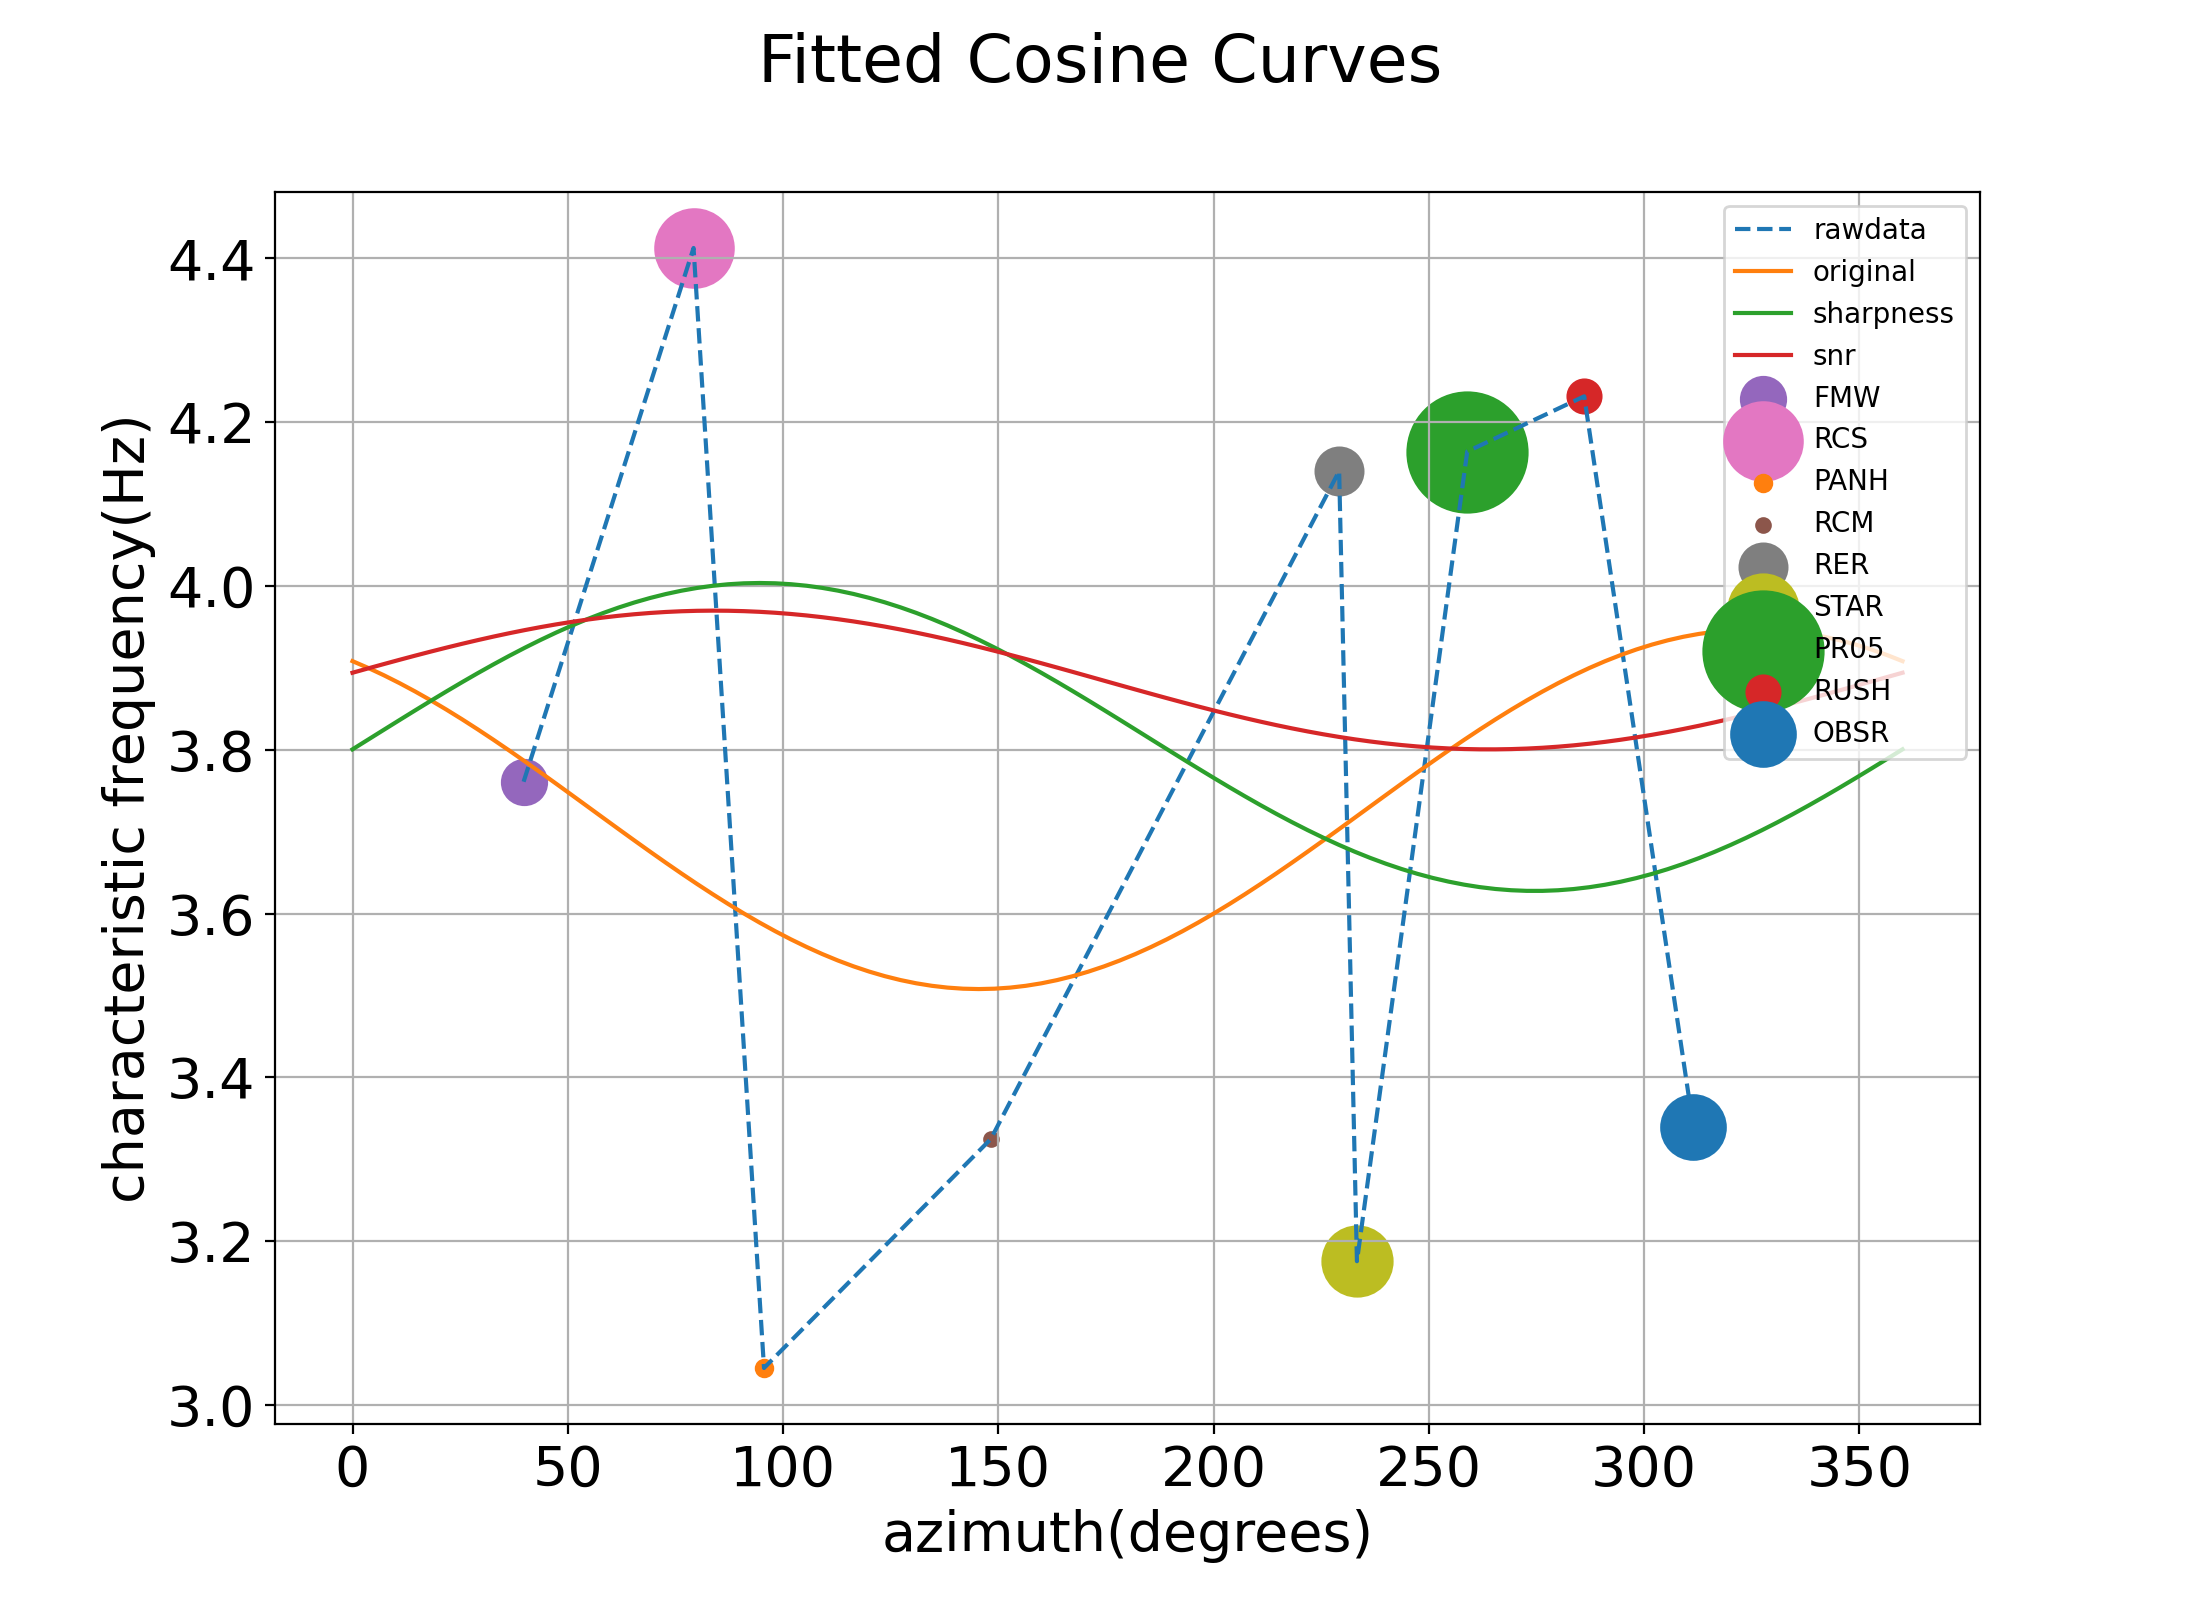 Fitted Cosine Curves
characteristic frequency(Hz)
4.4
4.2
4.0
3.8
3.6
3.4
3.2
3.0
rawdata
original
sharpness
snr
FMW
RCS
PANH
RCM
RER
STAR
PR05
RUSH
OBSR
0 50 100 150 200 250 300 350
azimuth(degrees)